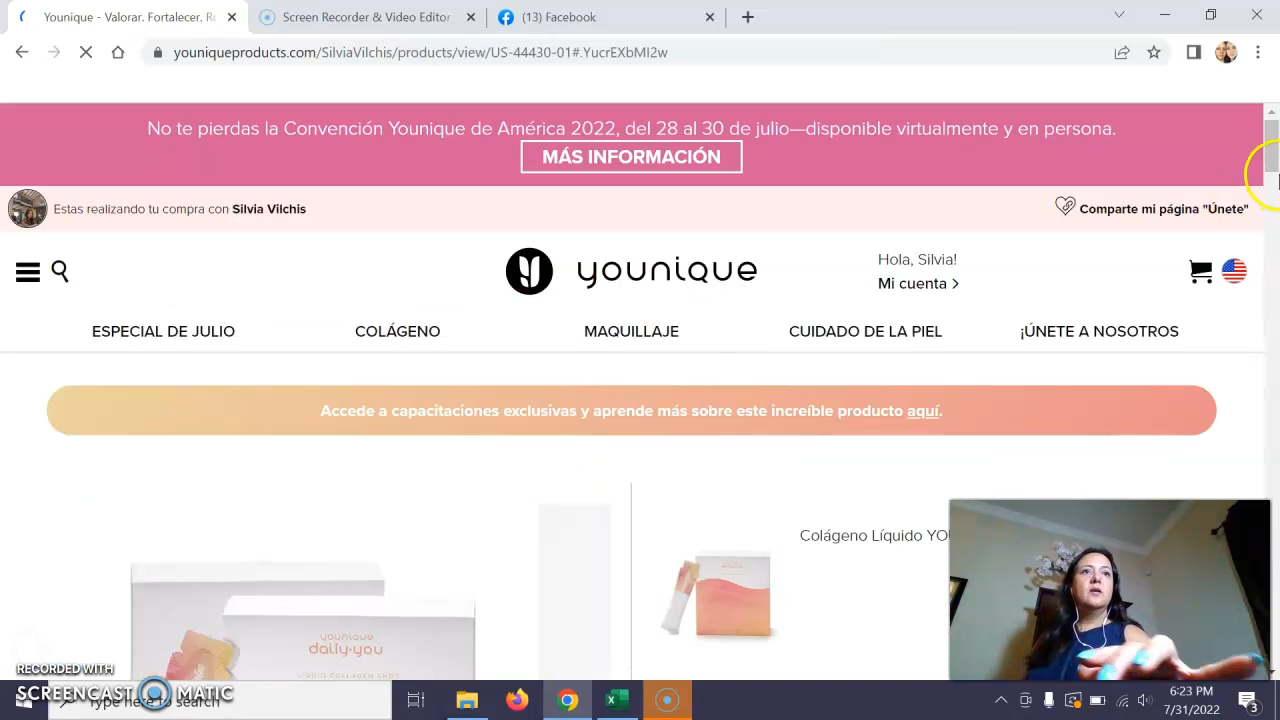 Younique - Valorar. Fortalecer. Re
Screen Recorder & Video Editor
(13) Facebook
youniqueproducts.com/SilviaVilchis/products/view/US-44430-01#.YucrEXbMI2w
No te pierdas la Convención Younique de América 2022, del 28 al 30 de julio—disponible virtualmente y en persona.
MÁS INFORMACIÓN
Estas realizando tu compra con Silvia Vilchis
Comparte mi página "Únete"
younique
Hola, Silvia!
Mi cuenta >
ESPECIAL DE JULIO
COLÁGENO
MAQUILLAJE
CUIDADO DE LA PIEL
¡ÚNETE A NOSOTROS
Accede a capacitaciones exclusivas y aprende más sobre este increíble producto aquí.
Colágeno Líquido YO
younique
daily·you
LIQUID COLLAGEN SHOT
RECORDED WITH
SCREENCAST MATIC
Type here to search
6:23 PM
7/31/2022
3